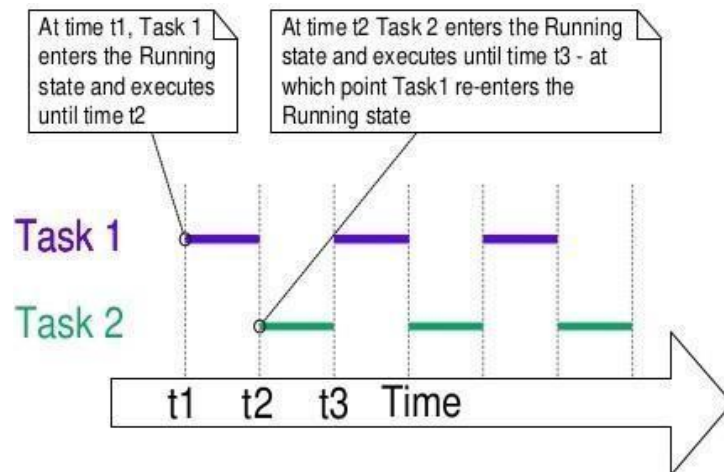 At time t1, Task 1
enters the Running
state and executes
until time t2
At time t2 Task 2 enters the Running
state and executes until time t3 - at
which point Task1 re-enters the
Running state
Task 1
Task 2
t1 t2 t3 Time